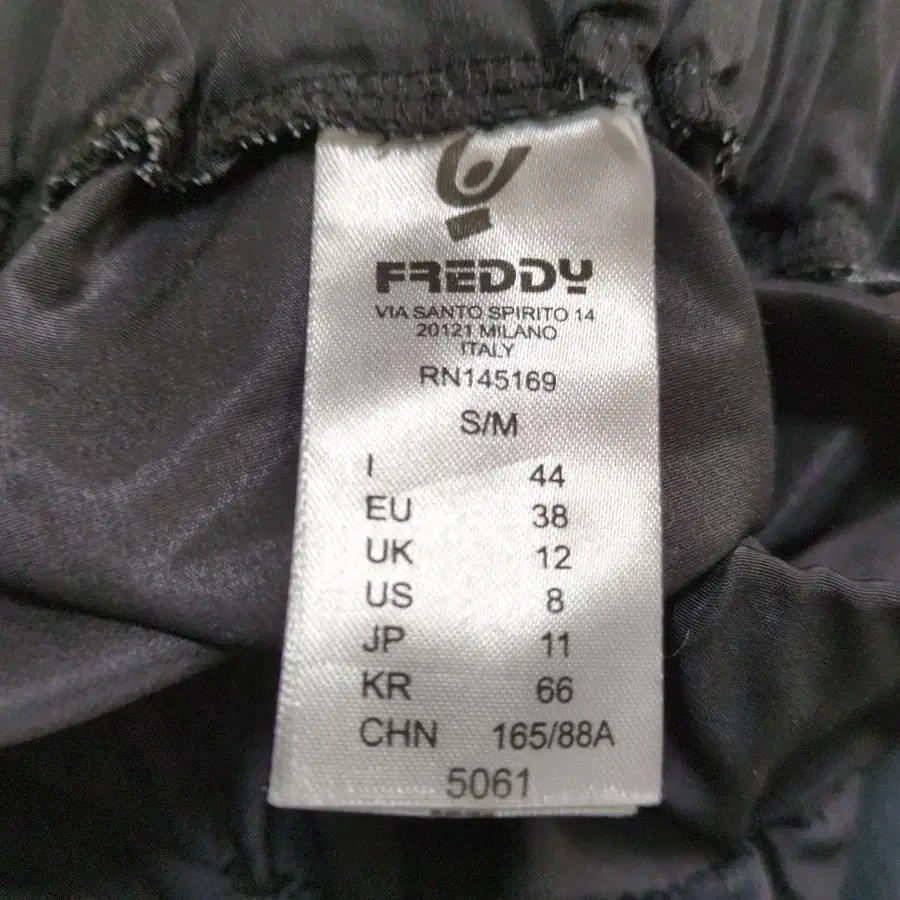 FREDDY
VIA SANTO SPIRITO 14
20121 MILANO
ITALY
RN145169
S/M
I 44
EU 38
UK 12
US 8
JP 11
KR 66
CHN 165/88A
5061